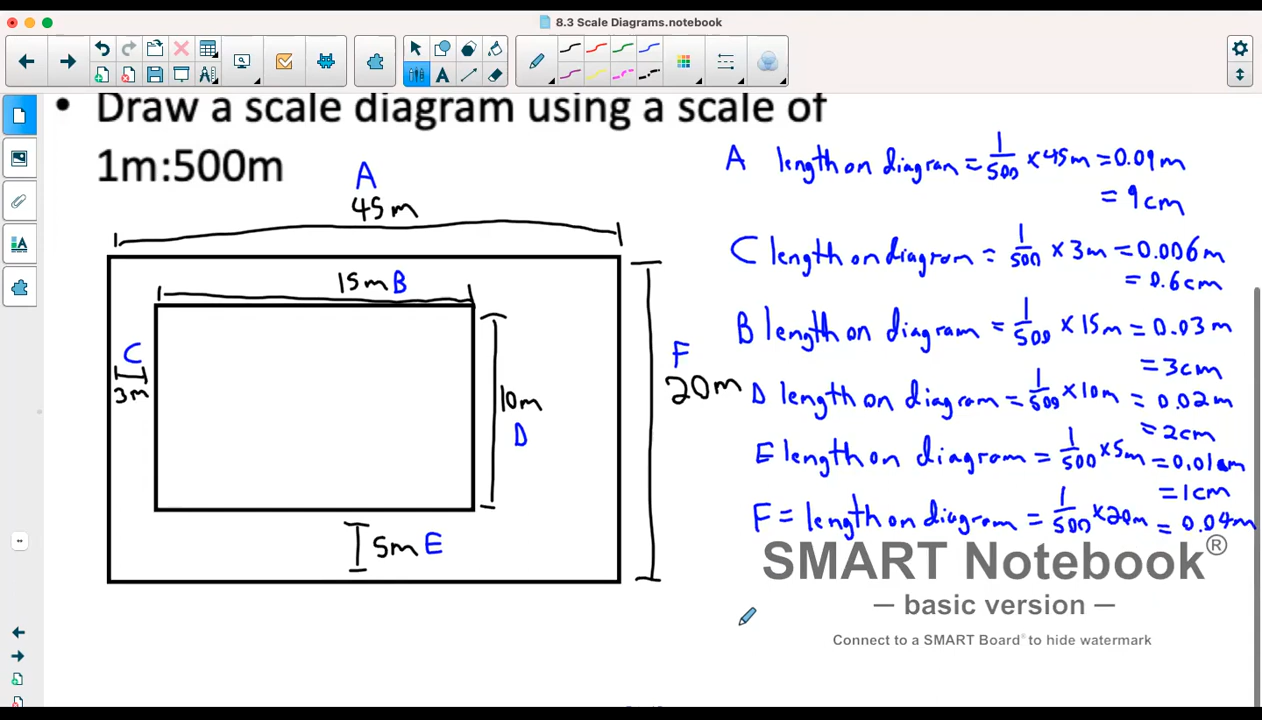 8.3 Scale Diagrams.notebook
• Draw a scale diagram using a scale of
1m:500m
A
45m
15m B
C
3m
10m
D
5m E
F
20m
A length on diagram = 1/500 × 45m = 0.09m
= 9cm
C length on diagram = 1/500 × 3m = 0.006m
= 0.6cm
B length on diagram = 1/500 × 15m = 0.03m
= 3cm
D length on diagram = 1/500 × 10m = 0.02m
= 2cm
E length on diagram = 1/500 × 5m = 0.01m
= 1cm
F = length on diagram = 1/500 × 20m = 0.04m
SMART Notebook®
— basic version —
Connect to a SMART Board® to hide watermark